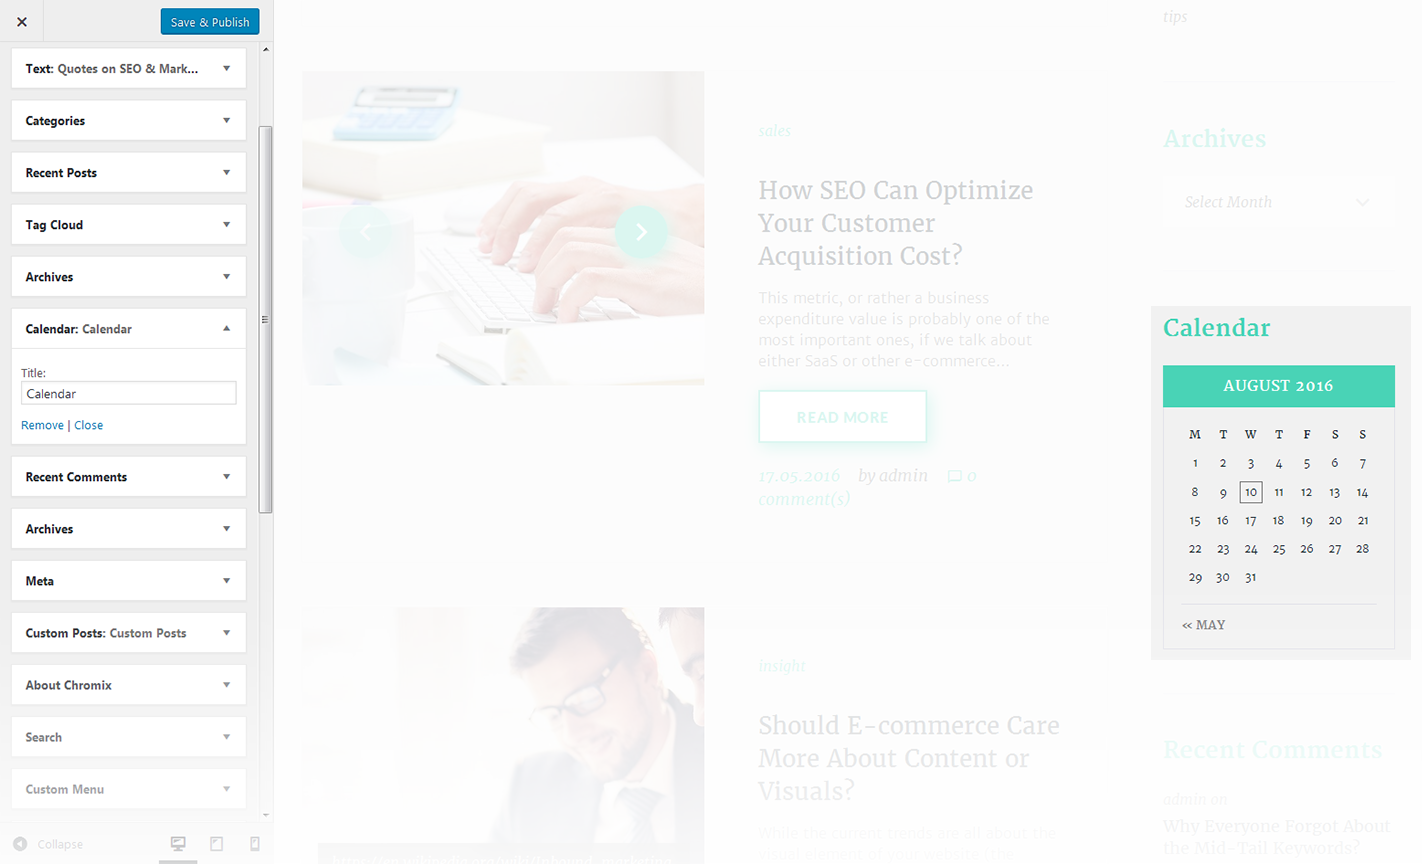 Save & Publish
Text: Quotes on SEO & Mark...
Categories
Recent Posts
Tag Cloud
Archives
Calendar: Calendar
Title:
Calendar
Remove | Close
Recent Comments
Archives
Meta
Custom Posts: Custom Posts
About Chromix
Search
Custom Menu
Collapse
sales
How SEO Can Optimize
Your Customer
Acquisition Cost?
This metric, or rather a business
expenditure value is probably one of the
most important ones, if we talk about
either SaaS or other e-commerce...
READ MORE
17.05.2016 by admin 0
comment(s)
insight
Should E-commerce Care
More About Content or
Visuals?
While the current trends are all about the
visual element of your website (the
tips
Archives
Select Month
Calendar
AUGUST 2016
M T W T F S S
1 2 3 4 5 6 7
8 9 10 11 12 13 14
15 16 17 18 19 20 21
22 23 24 25 26 27 28
29 30 31
« MAY
Recent Comments
admin on
Why Everyone Forgot About
the Mid-Tail Keywords?